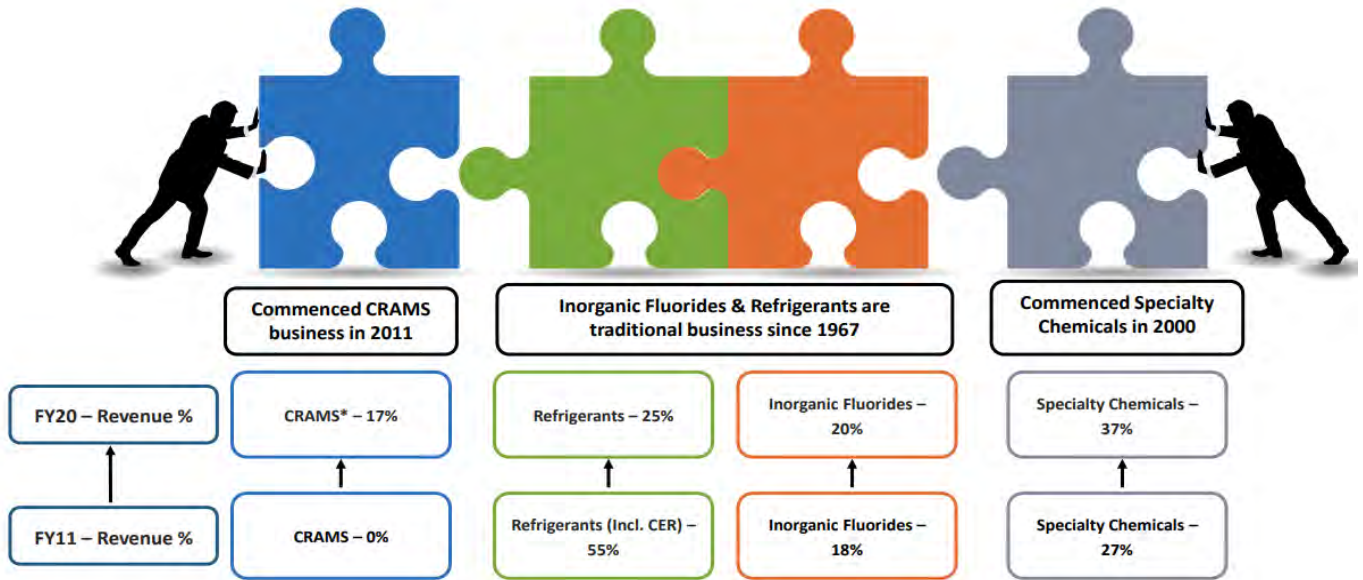 Commenced CRAMS
business in 2011
Inorganic Fluorides & Refrigerants are
traditional business since 1967
Commenced Specialty
Chemicals in 2000
FY20 – Revenue %
CRAMS* – 17%
Refrigerants – 25%
Inorganic Fluorides –
20%
Specialty Chemicals –
37%
FY11 – Revenue %
CRAMS – 0%
Refrigerants (Incl. CER) –
55%
Inorganic Fluorides –
18%
Specialty Chemicals –
27%